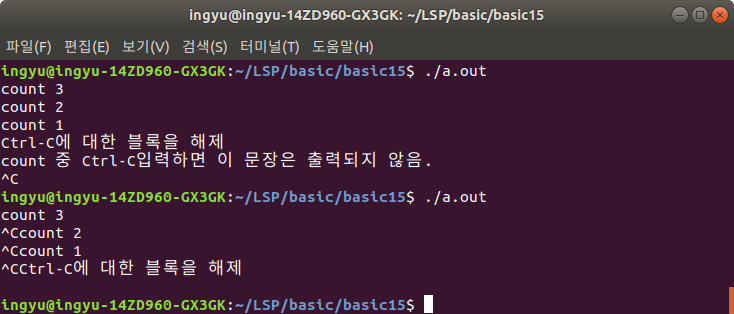 ingyu@ingyu-14ZD960-GX3GK: ~/LSP/basic/basic15
파일(F) 편집(E) 보기(V) 검색(S) 터미널(T) 도움말(H)
ingyu@ingyu-14ZD960-GX3GK:~/LSP/basic/basic15$ ./a.out
count 3
count 2
count 1
Ctrl-C에 대한 블록을 해제
count 중 Ctrl-C입력하면 이 문장은 출력되지 않음.
^C
ingyu@ingyu-14ZD960-GX3GK:~/LSP/basic/basic15$ ./a.out
count 3
^Ccount 2
^Ccount 1
^CCtrl-C에 대한 블록을 해제
ingyu@ingyu-14ZD960-GX3GK:~/LSP/basic/basic15$